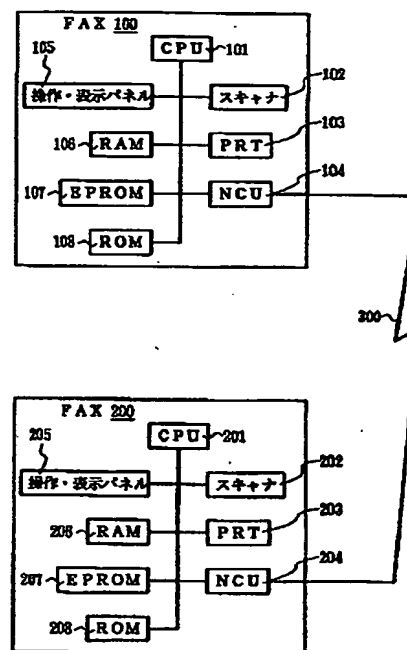 FAX 100
CPU 101
105
操作・表示パネル
スキャナ 102
106 RAM
PRT 103
107 EPROM
NCU 104
108 ROM
300
FAX 200
CPU 201
205
操作・表示パネル
スキャナ 202
206 RAM
PRT 203
207 EPROM
NCU 204
208 ROM